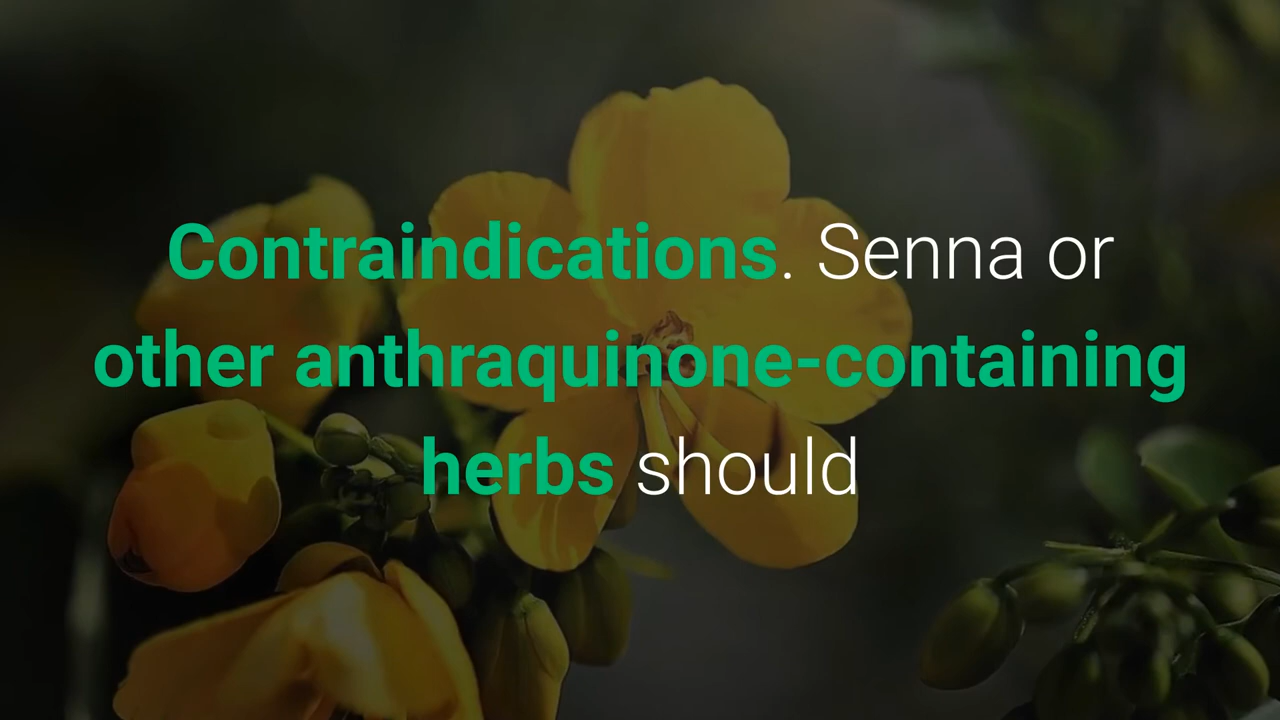 Contraindications. Senna or
other anthraquinone-containing
herbs should